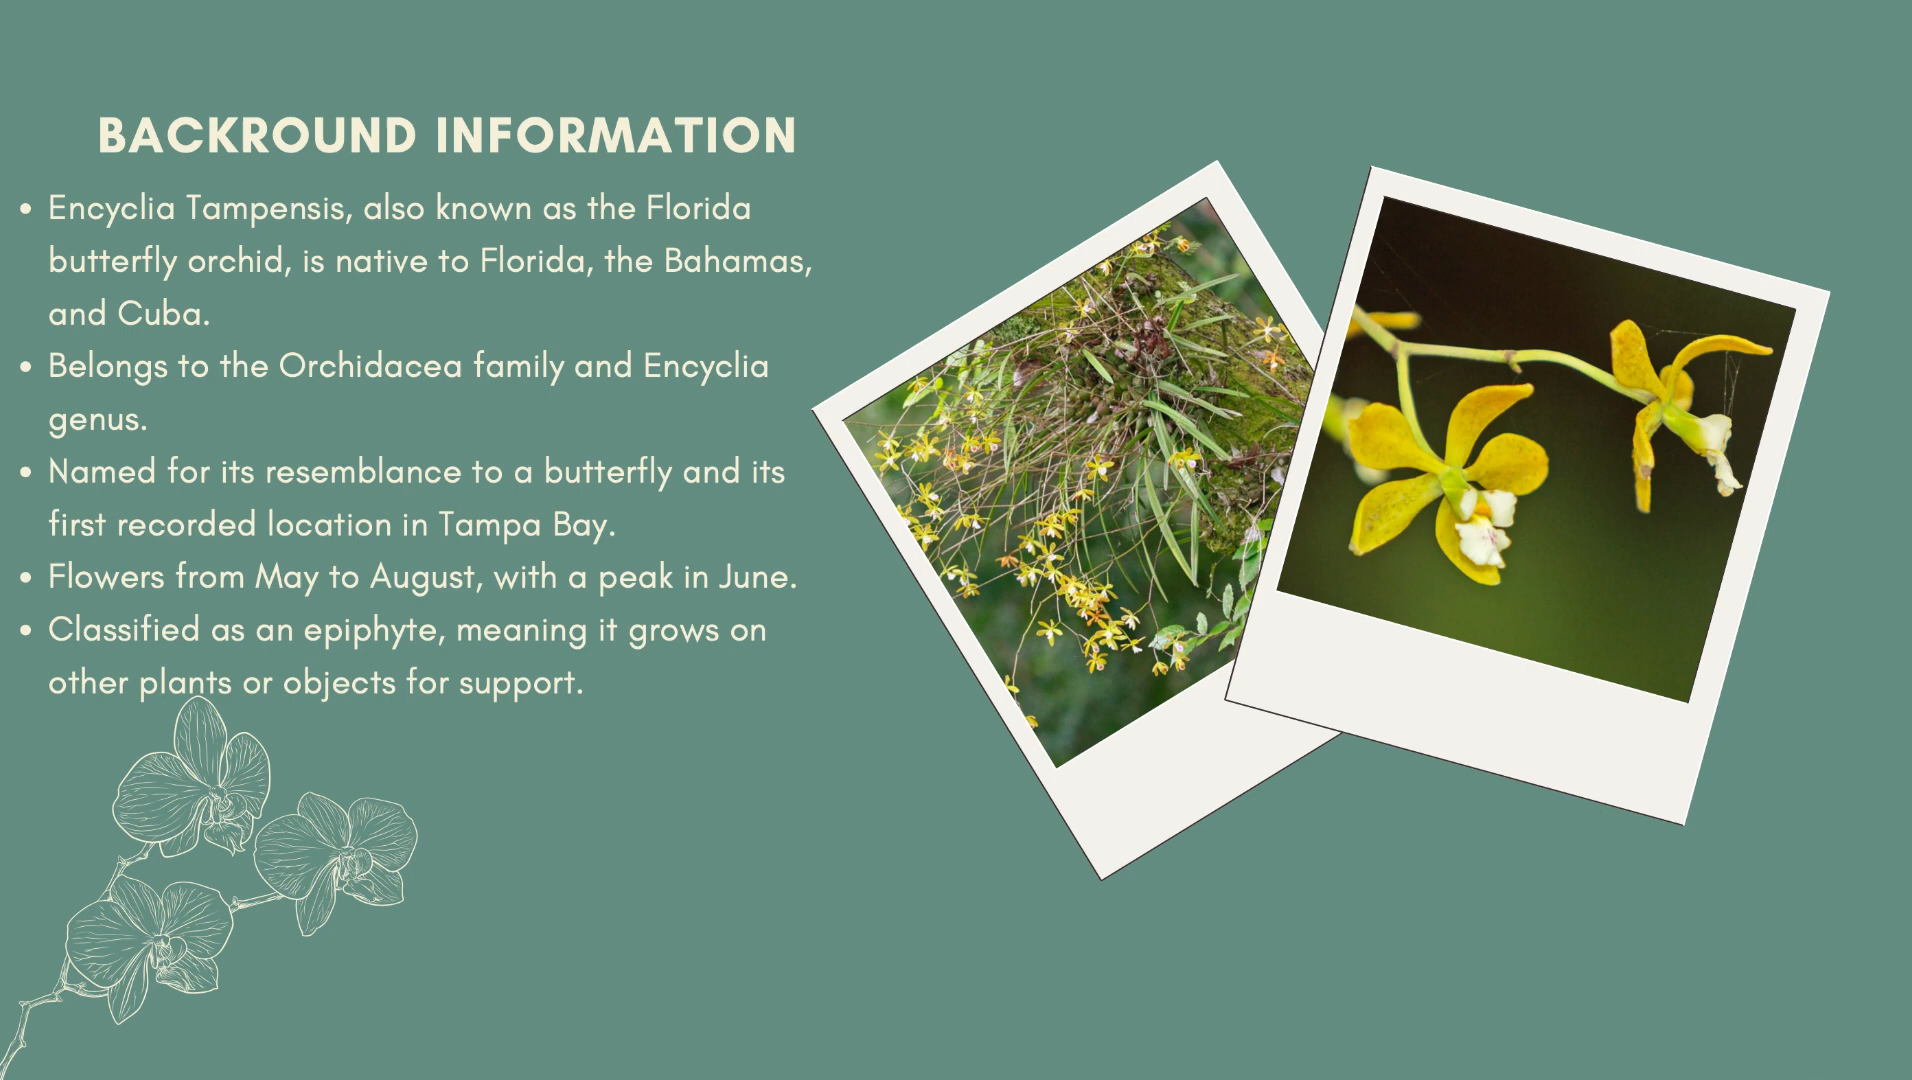 BACKROUND INFORMATION
• Encyclia Tampensis, also known as the Florida
butterfly orchid, is native to Florida, the Bahamas,
and Cuba.
• Belongs to the Orchidacea family and Encyclia
genus.
• Named for its resemblance to a butterfly and its
first recorded location in Tampa Bay.
• Flowers from May to August, with a peak in June.
• Classified as an epiphyte, meaning it grows on
other plants or objects for support.